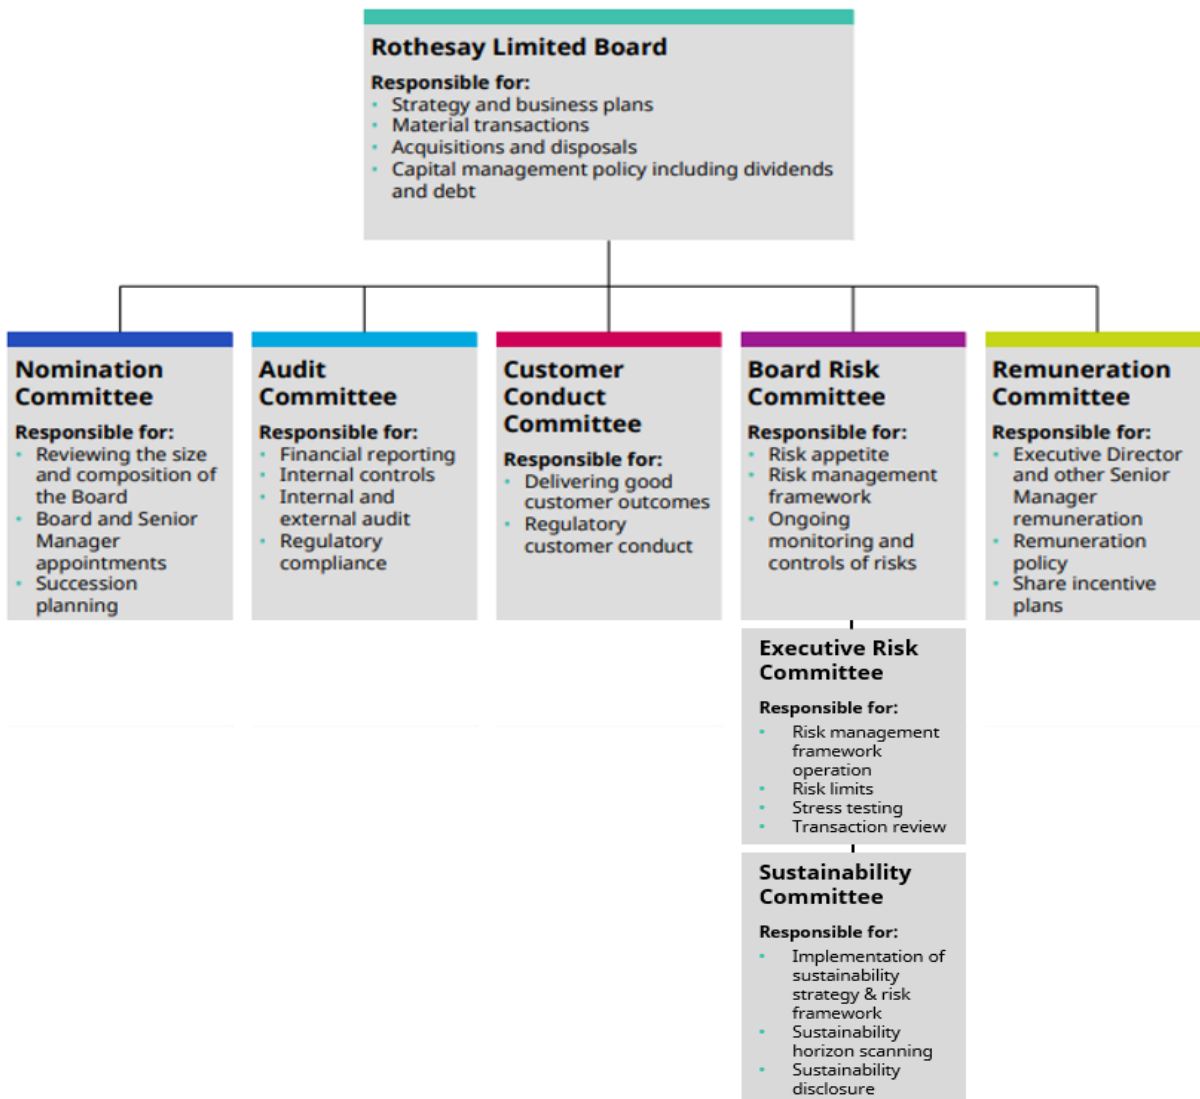 Rothesay Limited Board
Responsible for:
• Strategy and business plans
• Material transactions
• Acquisitions and disposals
• Capital management policy including dividends
and debt
Nomination
Committee
Responsible for:
• Reviewing the size
and composition of
the Board
• Board and Senior
Manager
appointments
• Succession
planning
Audit
Committee
Responsible for:
• Financial reporting
• Internal controls
• Internal and
external audit
• Regulatory
compliance
Customer
Conduct
Committee
Responsible for:
• Delivering good
customer outcomes
• Regulatory
customer conduct
Board Risk
Committee
Responsible for:
• Risk appetite
• Risk management
framework
• Ongoing
monitoring and
controls of risks
Remuneration
Committee
Responsible for:
• Executive Director
and other Senior
Manager
remuneration
• Remuneration
policy
• Share incentive
plans
Executive Risk
Committee
Responsible for:
• Risk management
framework
operation
• Risk limits
• Stress testing
• Transaction review
Sustainability
Committee
Responsible for:
• Implementation of
sustainability
strategy & risk
framework
• Sustainability
horizon scanning
• Sustainability
disclosure